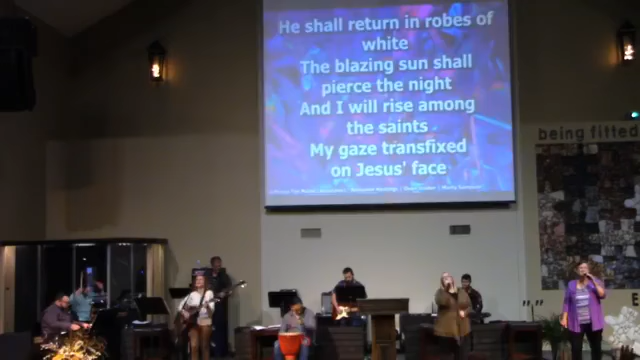 He shall return in robes of
white
The blazing sun shall
pierce the night
And I will rise among
the saints
My gaze transfixed
on Jesus' face
being fitted